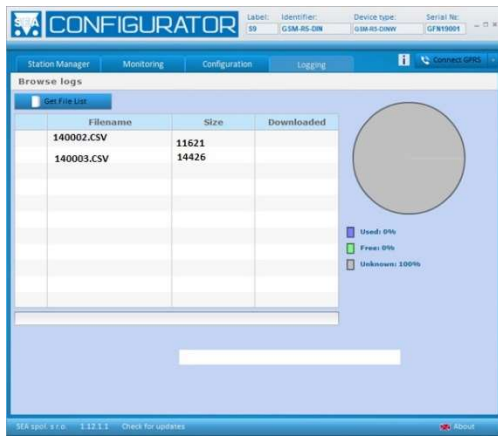 SEA CONFIGURATOR
Label: Identifier: Device type: Serial Nr:
99 GSM-RS-DIN GSM-RS-DINW GFN19001
Station Manager Monitoring Configuration Logging i Connect GPRS
Browse logs
Get File List
Filename Size Downloaded
140002.CSV 11621
140003.CSV 14426
Used: 0%
Free: 0%
Unknown: 100%
SEA spol. s r.o. 1.12.1.1 Check for updates About